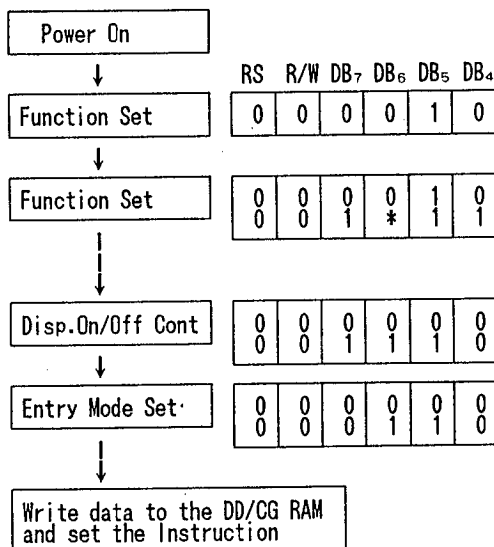 Power On
RS R/W DB₇ DB₆ DB₅ DB₄
Function Set 0 0 0 0 1 0
Function Set 0 0 0 0 1 0
0 0 1 * 1 1
Disp.On/Off Cont 0 0 0 0 0 0
0 0 1 1 1 0
Entry Mode Set 0 0 0 0 0 0
0 0 0 1 1 0
Write data to the DD/CG RAM
and set the Instruction